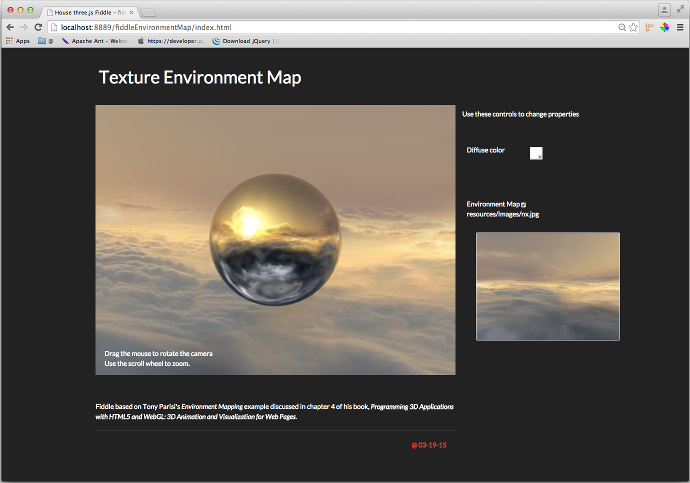 House three.js Fiddle – fid
localhost:8889/fiddleEnvironmentMap/index.html
Apps
Apache Ant – Welcom
https://developer.ap
Download jQuery | jQ
Texture Environment Map
Use these controls to change properties
Diffuse color
Environment Map
resources/images/nx.jpg
Drag the mouse to rotate the camera
Use the scroll wheel to zoom.
Fiddle based on Tony Parisi's Environment Mapping example discussed in chapter 4 of his book, Programming 3D Applications
with HTML5 and WebGL: 3D Animation and Visualization for Web Pages.
@ 03-19-15